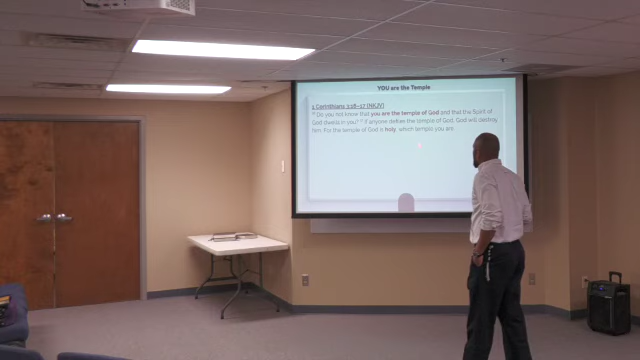 YOU are the Temple
1 Corinthians 3:16–17 (NKJV)
16 Do you not know that you are the temple of God and that the Spirit of
God dwells in you? 17 If anyone defiles the temple of God, God will destroy
him. For the temple of God is holy, which temple you are.